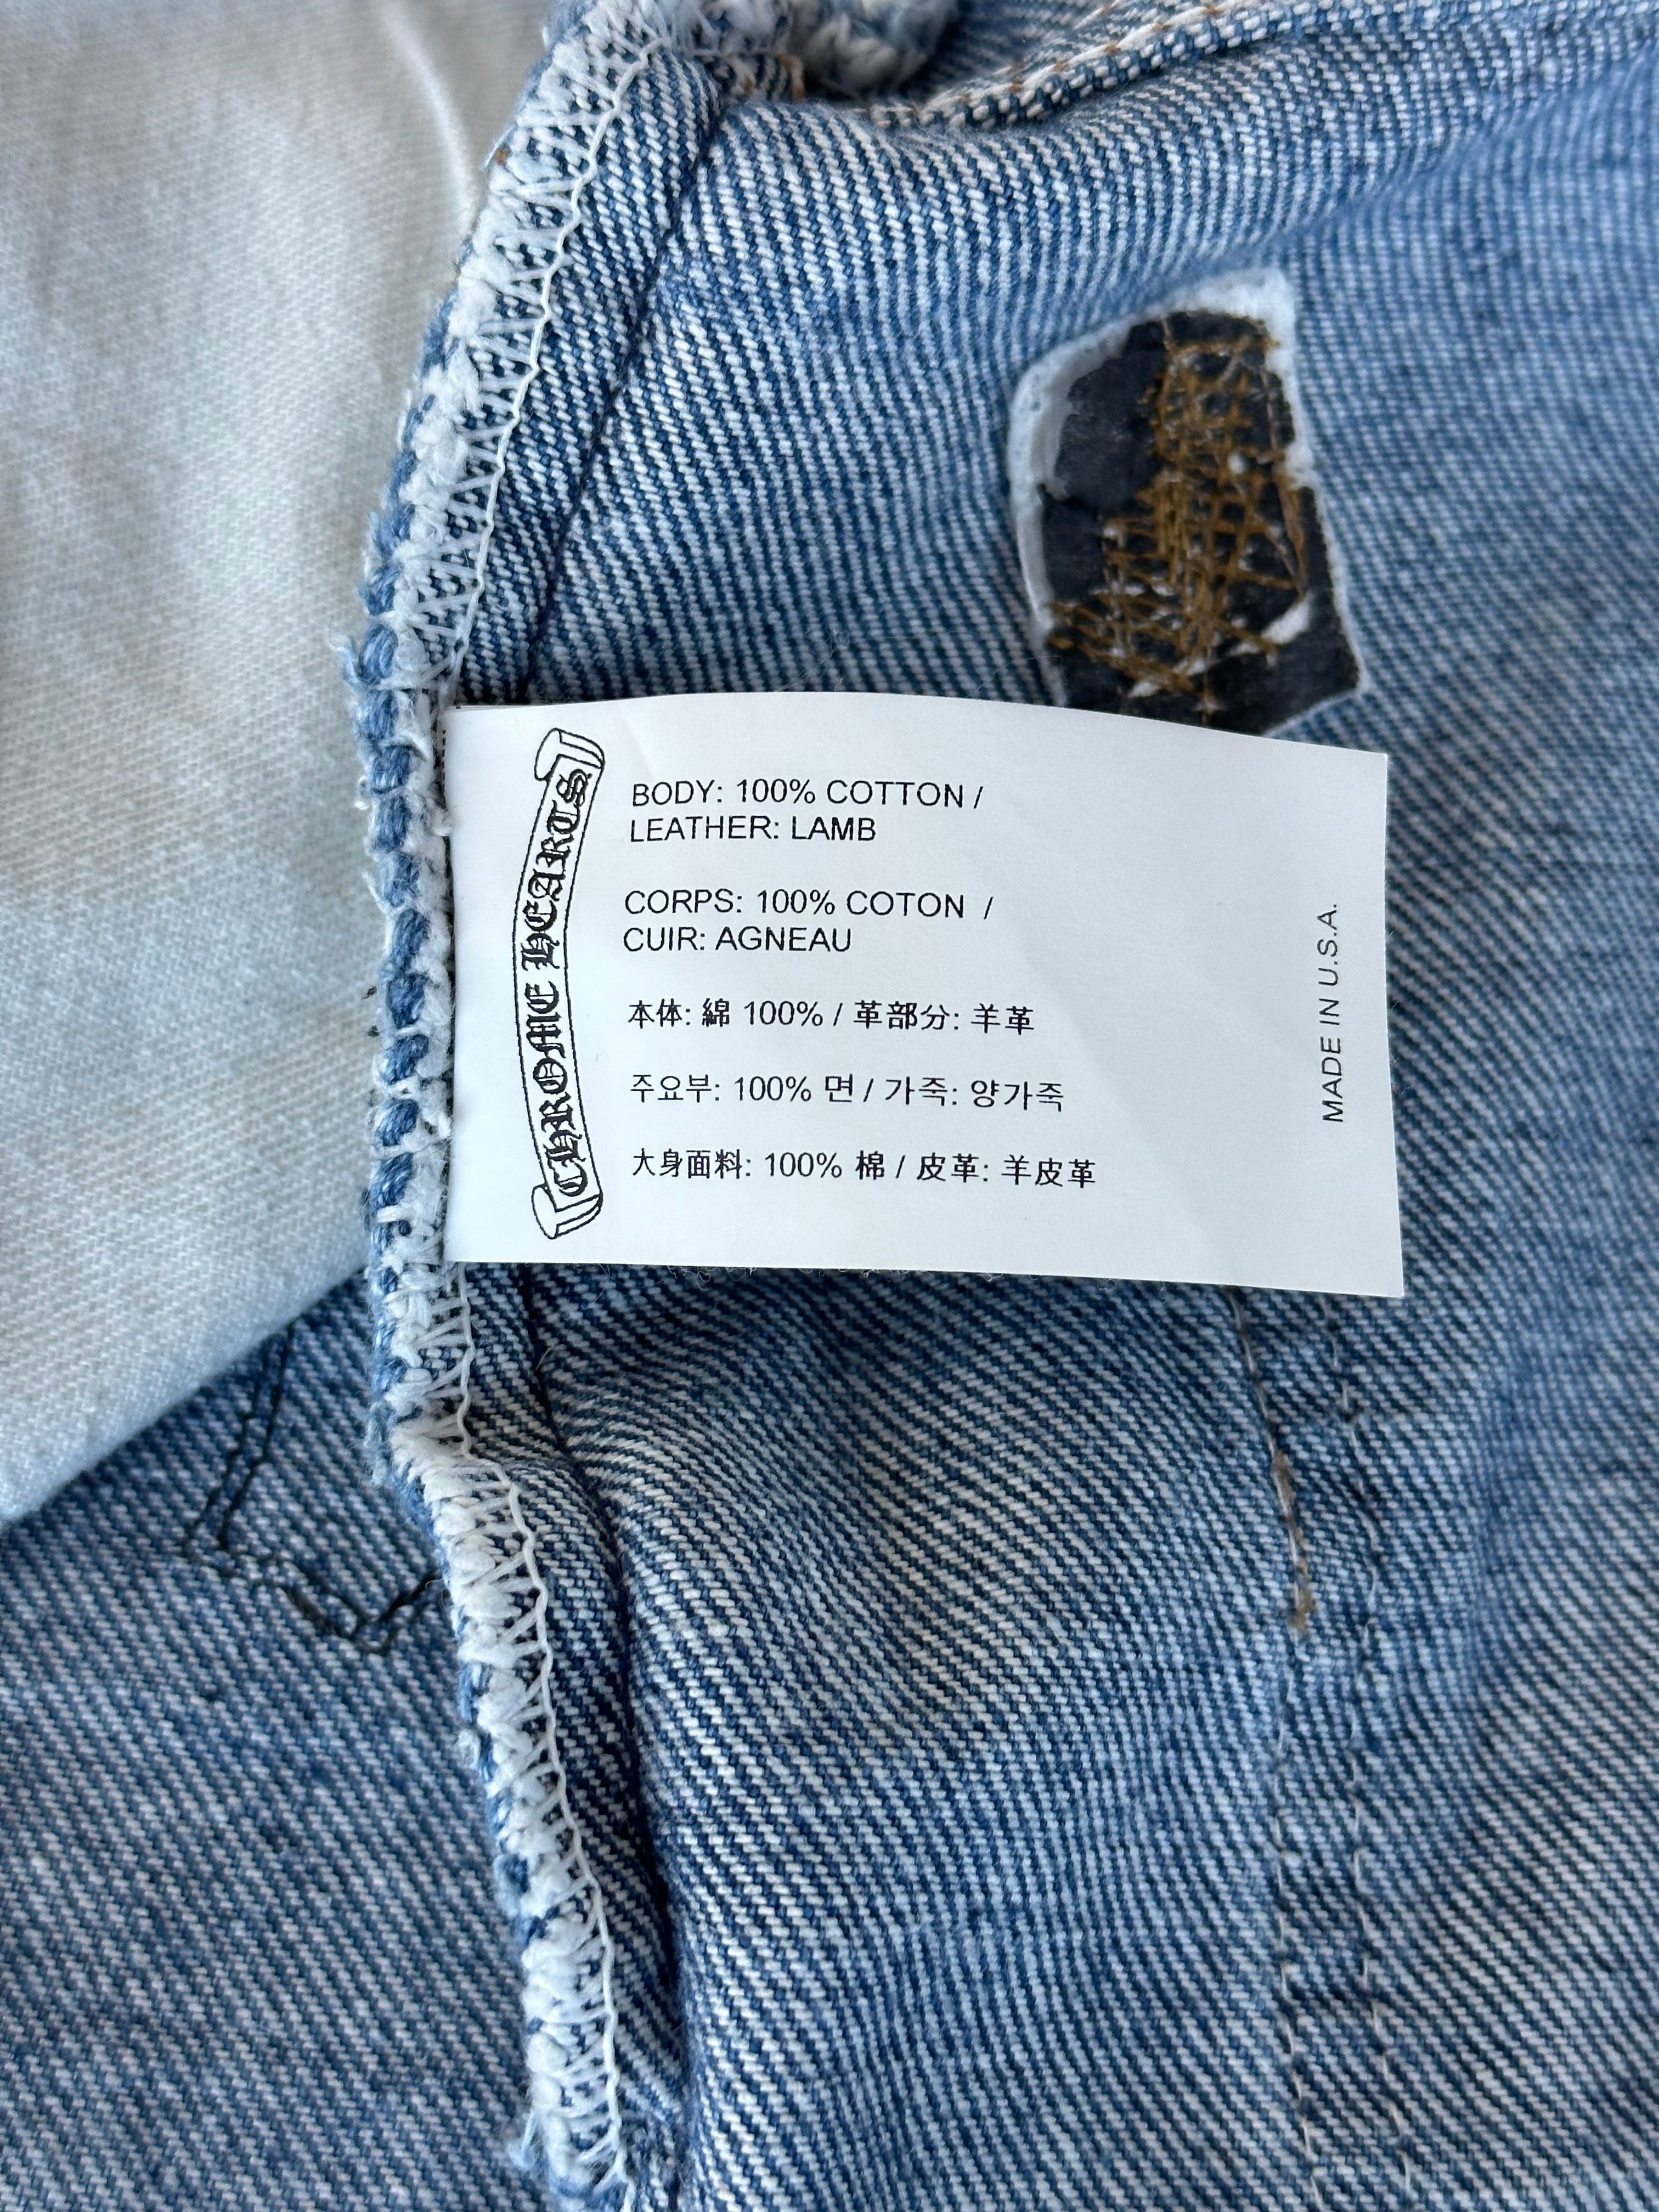 CHROME HEARTS
BODY: 100% COTTON /
LEATHER: LAMB
CORPS: 100% COTON /
CUIR: AGNEAU
本体: 綿 100% / 革部分: 羊革
주요부: 100% 면 / 가죽: 양가죽
大身面料: 100% 棉 / 皮革: 羊皮革
MADE IN U.S.A.